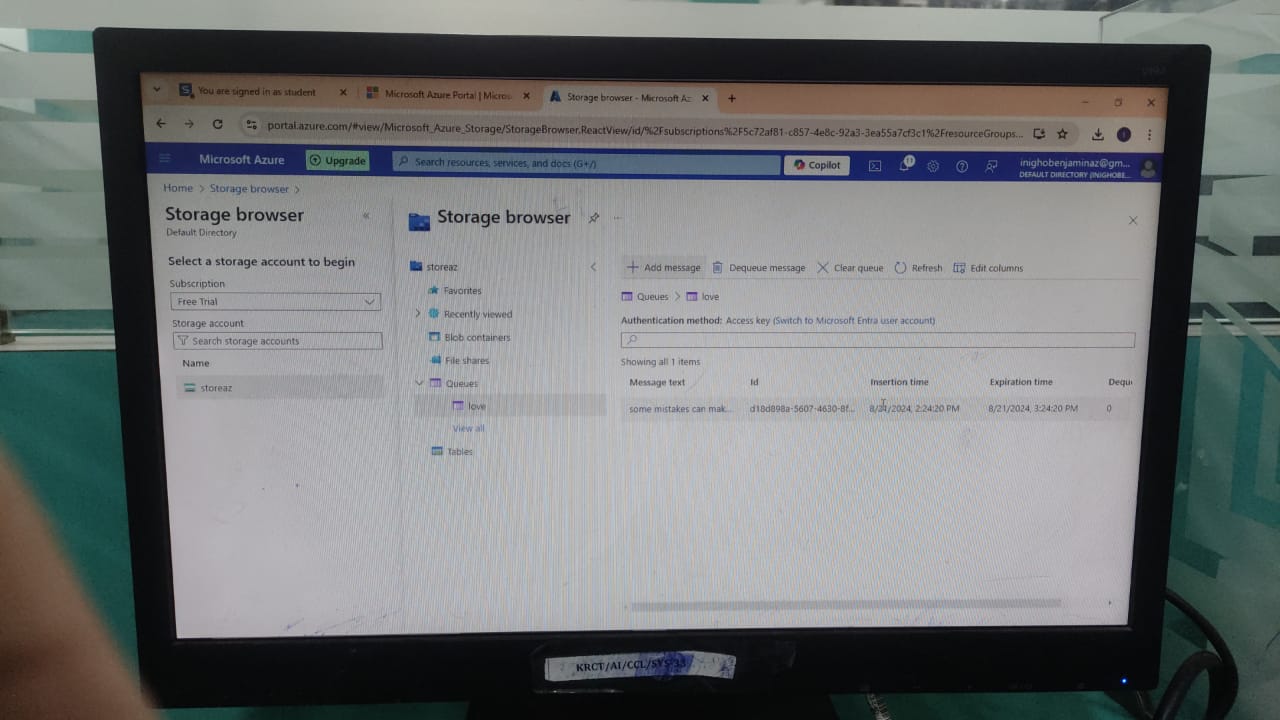 You are signed in as student
Microsoft Azure Portal | Micros
Storage browser - Microsoft Az
portal.azure.com/#view/Microsoft_Azure_Storage/StorageBrowser.ReactView/id/%2Fsubscriptions%2F5c72af81-c857-4e8c-92a3-3ea55a7cf3c1%2FresourceGroups...
Microsoft Azure
Upgrade
Search resources, services, and docs (G+/)
Copilot
inighobenjaminaz@gm...
DEFAULT DIRECTORY (INIGHOBE...
Home > Storage browser >
Storage browser
Default Directory
Select a storage account to begin
Subscription
Free Trial
Storage account
Search storage accounts
Name
storeaz
Storage browser
storeaz
Favorites
Recently viewed
Blob containers
File shares
Queues
love
View all
Tables
Add message
Dequeue message
Clear queue
Refresh
Edit columns
Queues > love
Authentication method: Access key (Switch to Microsoft Entra user account)
Showing all 1 items
Message text Id Insertion time Expiration time Dequ
some mistakes can mak... d18d898a-5607-4630-8f... 2:24:20 PM 8/21/2024, 3:24:20 PM 0
KRCT/AI/CCL/SYS-33